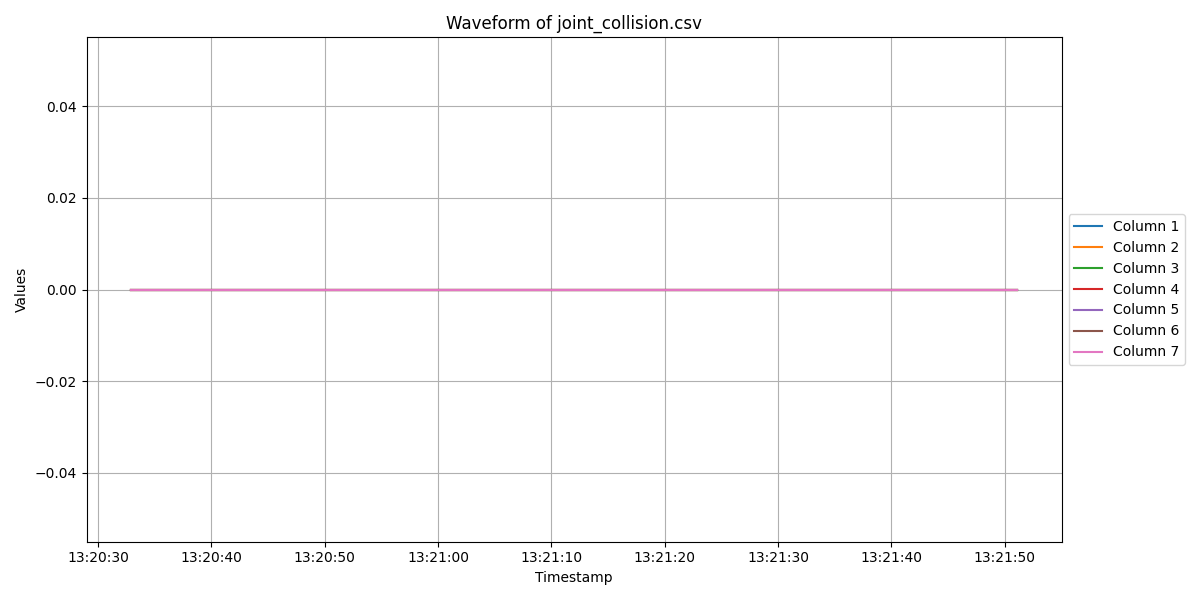 Waveform of joint_collision.csv
Values
0.04
0.02
0.00
−0.02
−0.04
13:20:30 13:20:40 13:20:50 13:21:00 13:21:10 13:21:20 13:21:30 13:21:40 13:21:50
Timestamp
Column 1
Column 2
Column 3
Column 4
Column 5
Column 6
Column 7